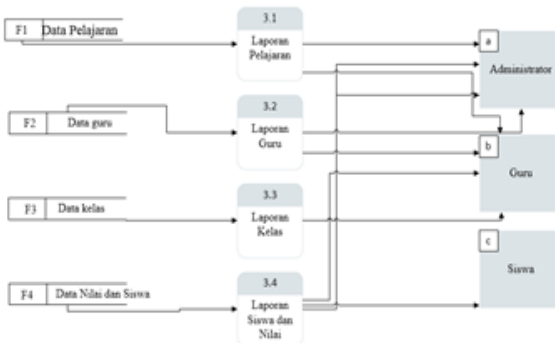 F1 Data Pelajaran
3.1
Laporan
Pelajaran
a
Administrator
F2 Data guru
3.2
Laporan
Guru
b
Guru
F3 Data kelas
3.3
Laporan
Kelas
c
Siswa
F4 Data Nilai dan Siswa
3.4
Laporan
Siswa dan
Nilai